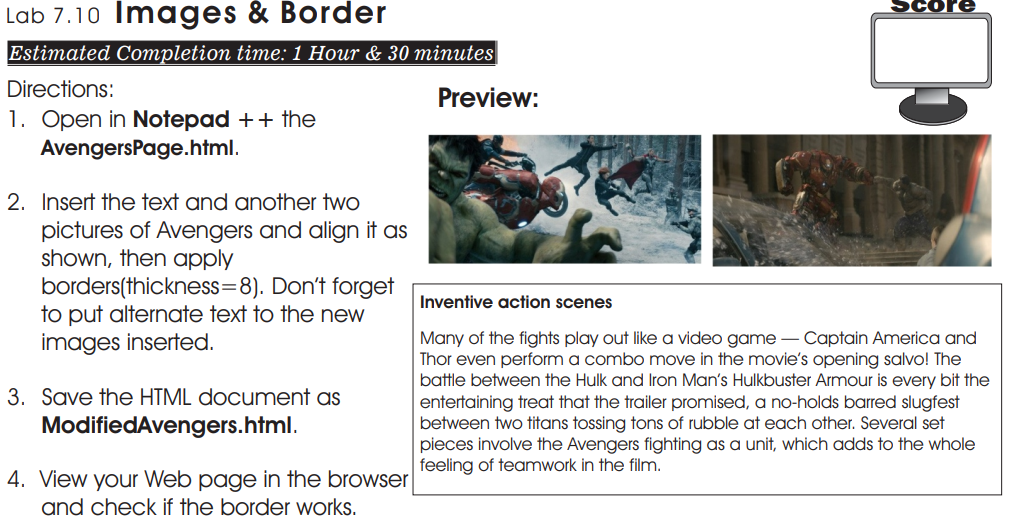 Lab 7.10 Images & Border
Score
Estimated Completion time: 1 Hour & 30 minutes
Directions:
1. Open in Notepad ++ the
AvengersPage.html.
2. Insert the text and another two
pictures of Avengers and align it as
shown, then apply
borders(thickness=8). Don't forget
to put alternate text to the new
images inserted.
3. Save the HTML document as
ModifiedAvengers.html.
4. View your Web page in the browser
and check if the border works.
Preview:
Inventive action scenes
Many of the fights play out like a video game — Captain America and
Thor even perform a combo move in the movie's opening salvo! The
battle between the Hulk and Iron Man's Hulkbuster Armour is every bit the
entertaining treat that the trailer promised, a no-holds barred slugfest
between two titans tossing tons of rubble at each other. Several set
pieces involve the Avengers fighting as a unit, which adds to the whole
feeling of teamwork in the film.